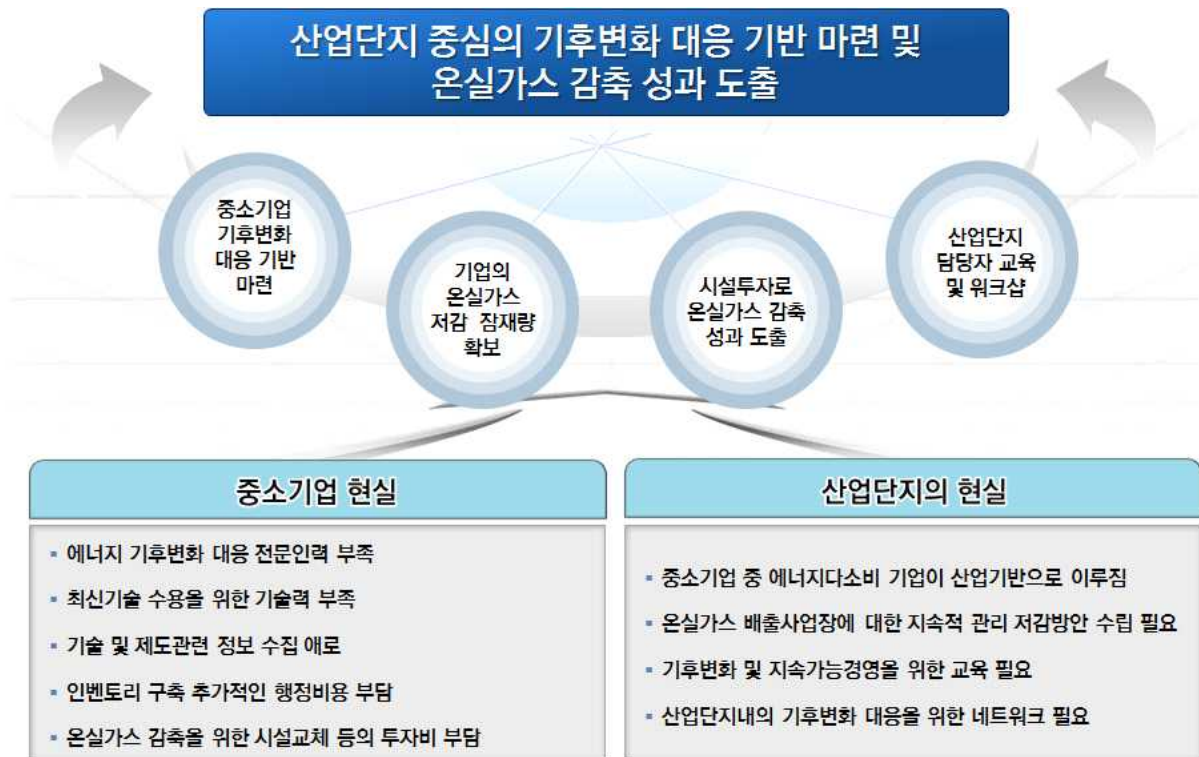 산업단지 중심의 기후변화 대응 기반 마련 및
온실가스 감축 성과 도출
중소기업
기후변화
대응 기반
마련
기업의
온실가스
저감 잠재량
확보
시설투자로
온실가스 감축
성과 도출
산업단지
담당자 교육
및 워크샵
중소기업 현실
▪ 에너지 기후변화 대응 전문인력 부족
▪ 최신기술 수용을 위한 기술력 부족
▪ 기술 및 제도관련 정보 수집 애로
▪ 인벤토리 구축 추가적인 행정비용 부담
▪ 온실가스 감축을 위한 시설교체 등의 투자비 부담
산업단지의 현실
▪ 중소기업 중 에너지다소비 기업이 산업기반으로 이루짐
▪ 온실가스 배출사업장에 대한 지속적 관리 저감방안 수립 필요
▪ 기후변화 및 지속가능경영을 위한 교육 필요
▪ 산업단지내의 기후변화 대응을 위한 네트워크 필요